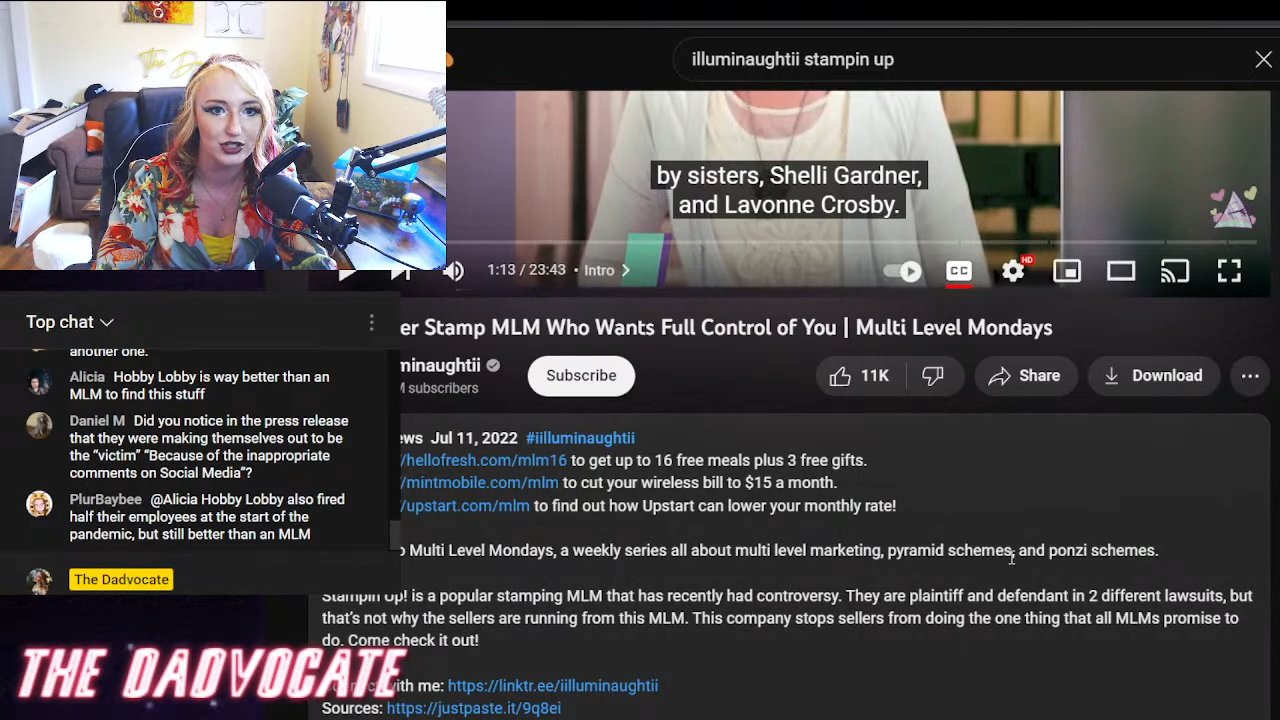 illuminaughtii stampin up
by sisters, Shelli Gardner,
and Lavonne Crosby.
1:13 / 23:43 • Intro
CC
HD
er Stamp MLM Who Wants Full Control of You | Multi Level Mondays
minaughtii
M subscribers
Subscribe
11K
Share
Download
ews Jul 11, 2022 #iilluminaughtii
/hellofresh.com/mlm16 to get up to 16 free meals plus 3 free gifts.
/mintmobile.com/mlm to cut your wireless bill to $15 a month.
/upstart.com/mlm to find out how Upstart can lower your monthly rate!
o Multi Level Mondays, a weekly series all about multi level marketing, pyramid schemes, and ponzi schemes.
Stampin Up! is a popular stamping MLM that has recently had controversy. They are plaintiff and defendant in 2 different lawsuits, but
that's not why the sellers are running from this MLM. This company stops sellers from doing the one thing that all MLMs promise to
do. Come check it out!
with me: https://linktr.ee/iilluminaughtii
Sources: https://justpaste.it/9q8ei
Top chat
another one.
Alicia Hobby Lobby is way better than an
MLM to find this stuff
Daniel M Did you notice in the press release
that they were making themselves out to be
the “victim” “Because of the inappropriate
comments on Social Media”?
PlurBaybee @Alicia Hobby Lobby also fired
half their employees at the start of the
pandemic, but still better than an MLM
The Dadvocate
THE DADVOCATE